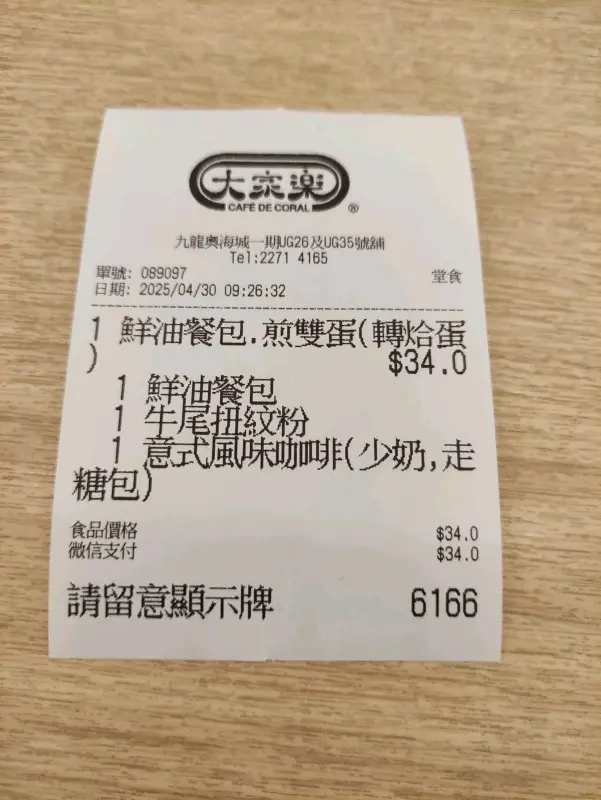 大家樂
CAFÉ DE CORAL ®
九龍奧海城一期UG26及UG35號舖
Tel:2271 4165
單號: 089097 堂食
日期: 2025/04/30 09:26:32
1 鮮油餐包.煎雙蛋(轉烚蛋
) $34.0
1 鮮油餐包
1 牛尾扭紋粉
1 意式風味咖啡(少奶,走
糖包)
食品價格 $34.0
微信支付 $34.0
請留意顯示牌 6166